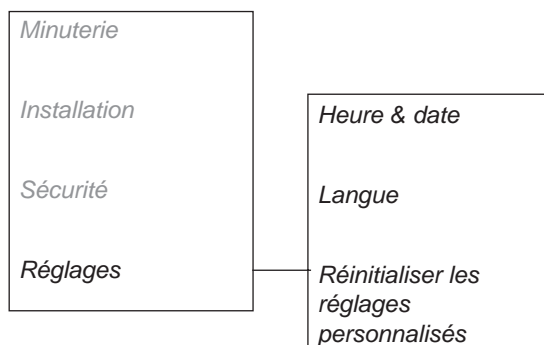 Minuterie
Installation
Sécurité
Réglages
Heure & date
Langue
Réinitialiser les
réglages
personnalisés